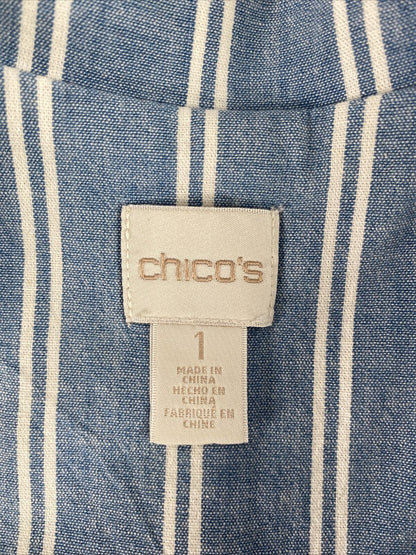 chico's
1
MADE IN
CHINA
HECHO EN
CHINA
FABRIQUÉ EN
CHINE